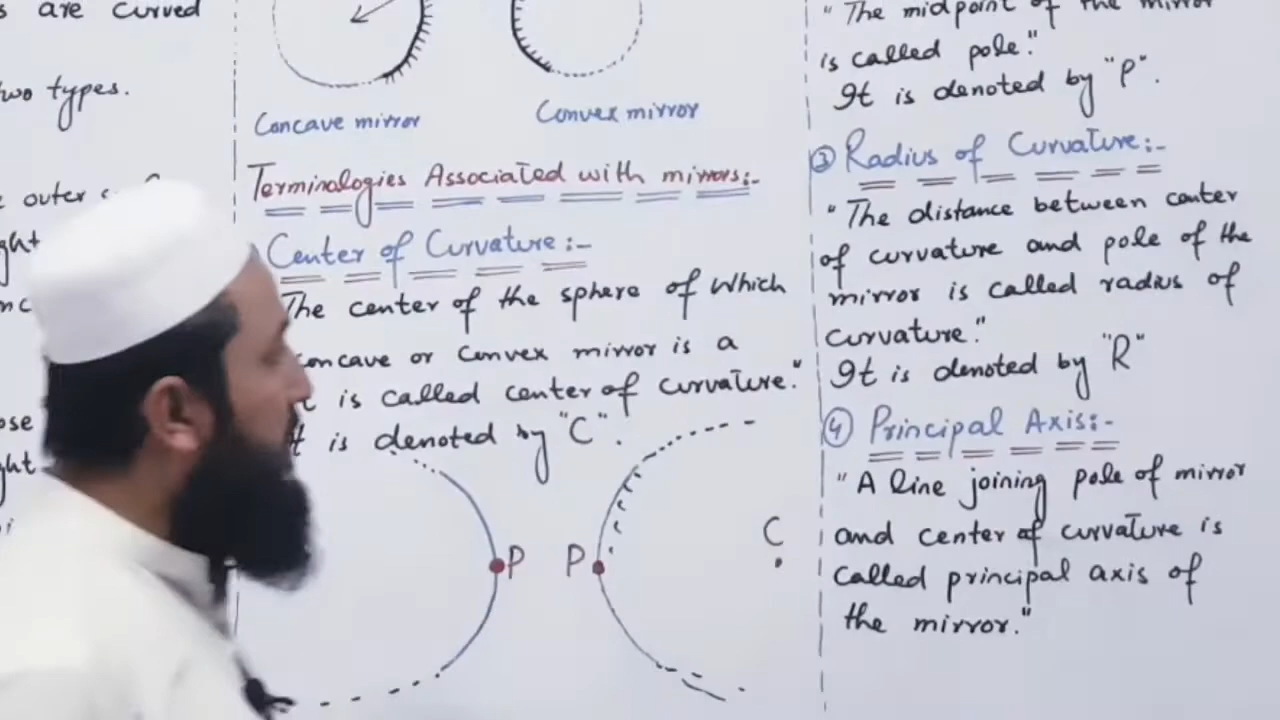 are curved
two types.
outer
Concave mirror
Convex mirror
Terminologies Associated with mirrors:-
Center of Curvature:-
The center of the sphere of which
concave or convex mirror is a
is called center of curvature."
It is denoted by "C".
P
P
C
"The midpoint of the mirror
is called pole."
It is denoted by "P".
③ Radius of Curvature:-
"The distance between center
of curvature and pole of the
mirror is called radius of
curvature."
It is denoted by "R"
④ Principal Axis:-
"A line joining pole of mirror
and center of curvature is
called principal axis of
the mirror."